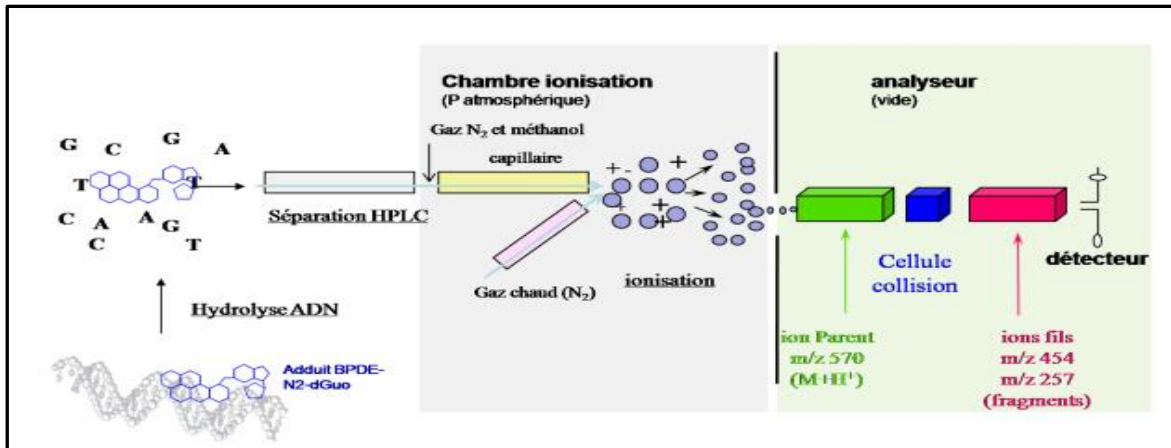 Chambre ionisation
(P atmosphérique)
analyseur
(vide)
Gaz N₂ et méthanol
capillaire
G C G A
T T
C A A G
C T
Séparation HPLC
Gaz chaud (N₂)
+ -
+
+
+
+
+
ionisation
détecteur
Cellule
collision
Hydrolyse ADN
Adduit BPDE-
N2-dGuo
ion Parent
m/z 570
(M+H⁺)
ions fils
m/z 454
m/z 257
(fragments)